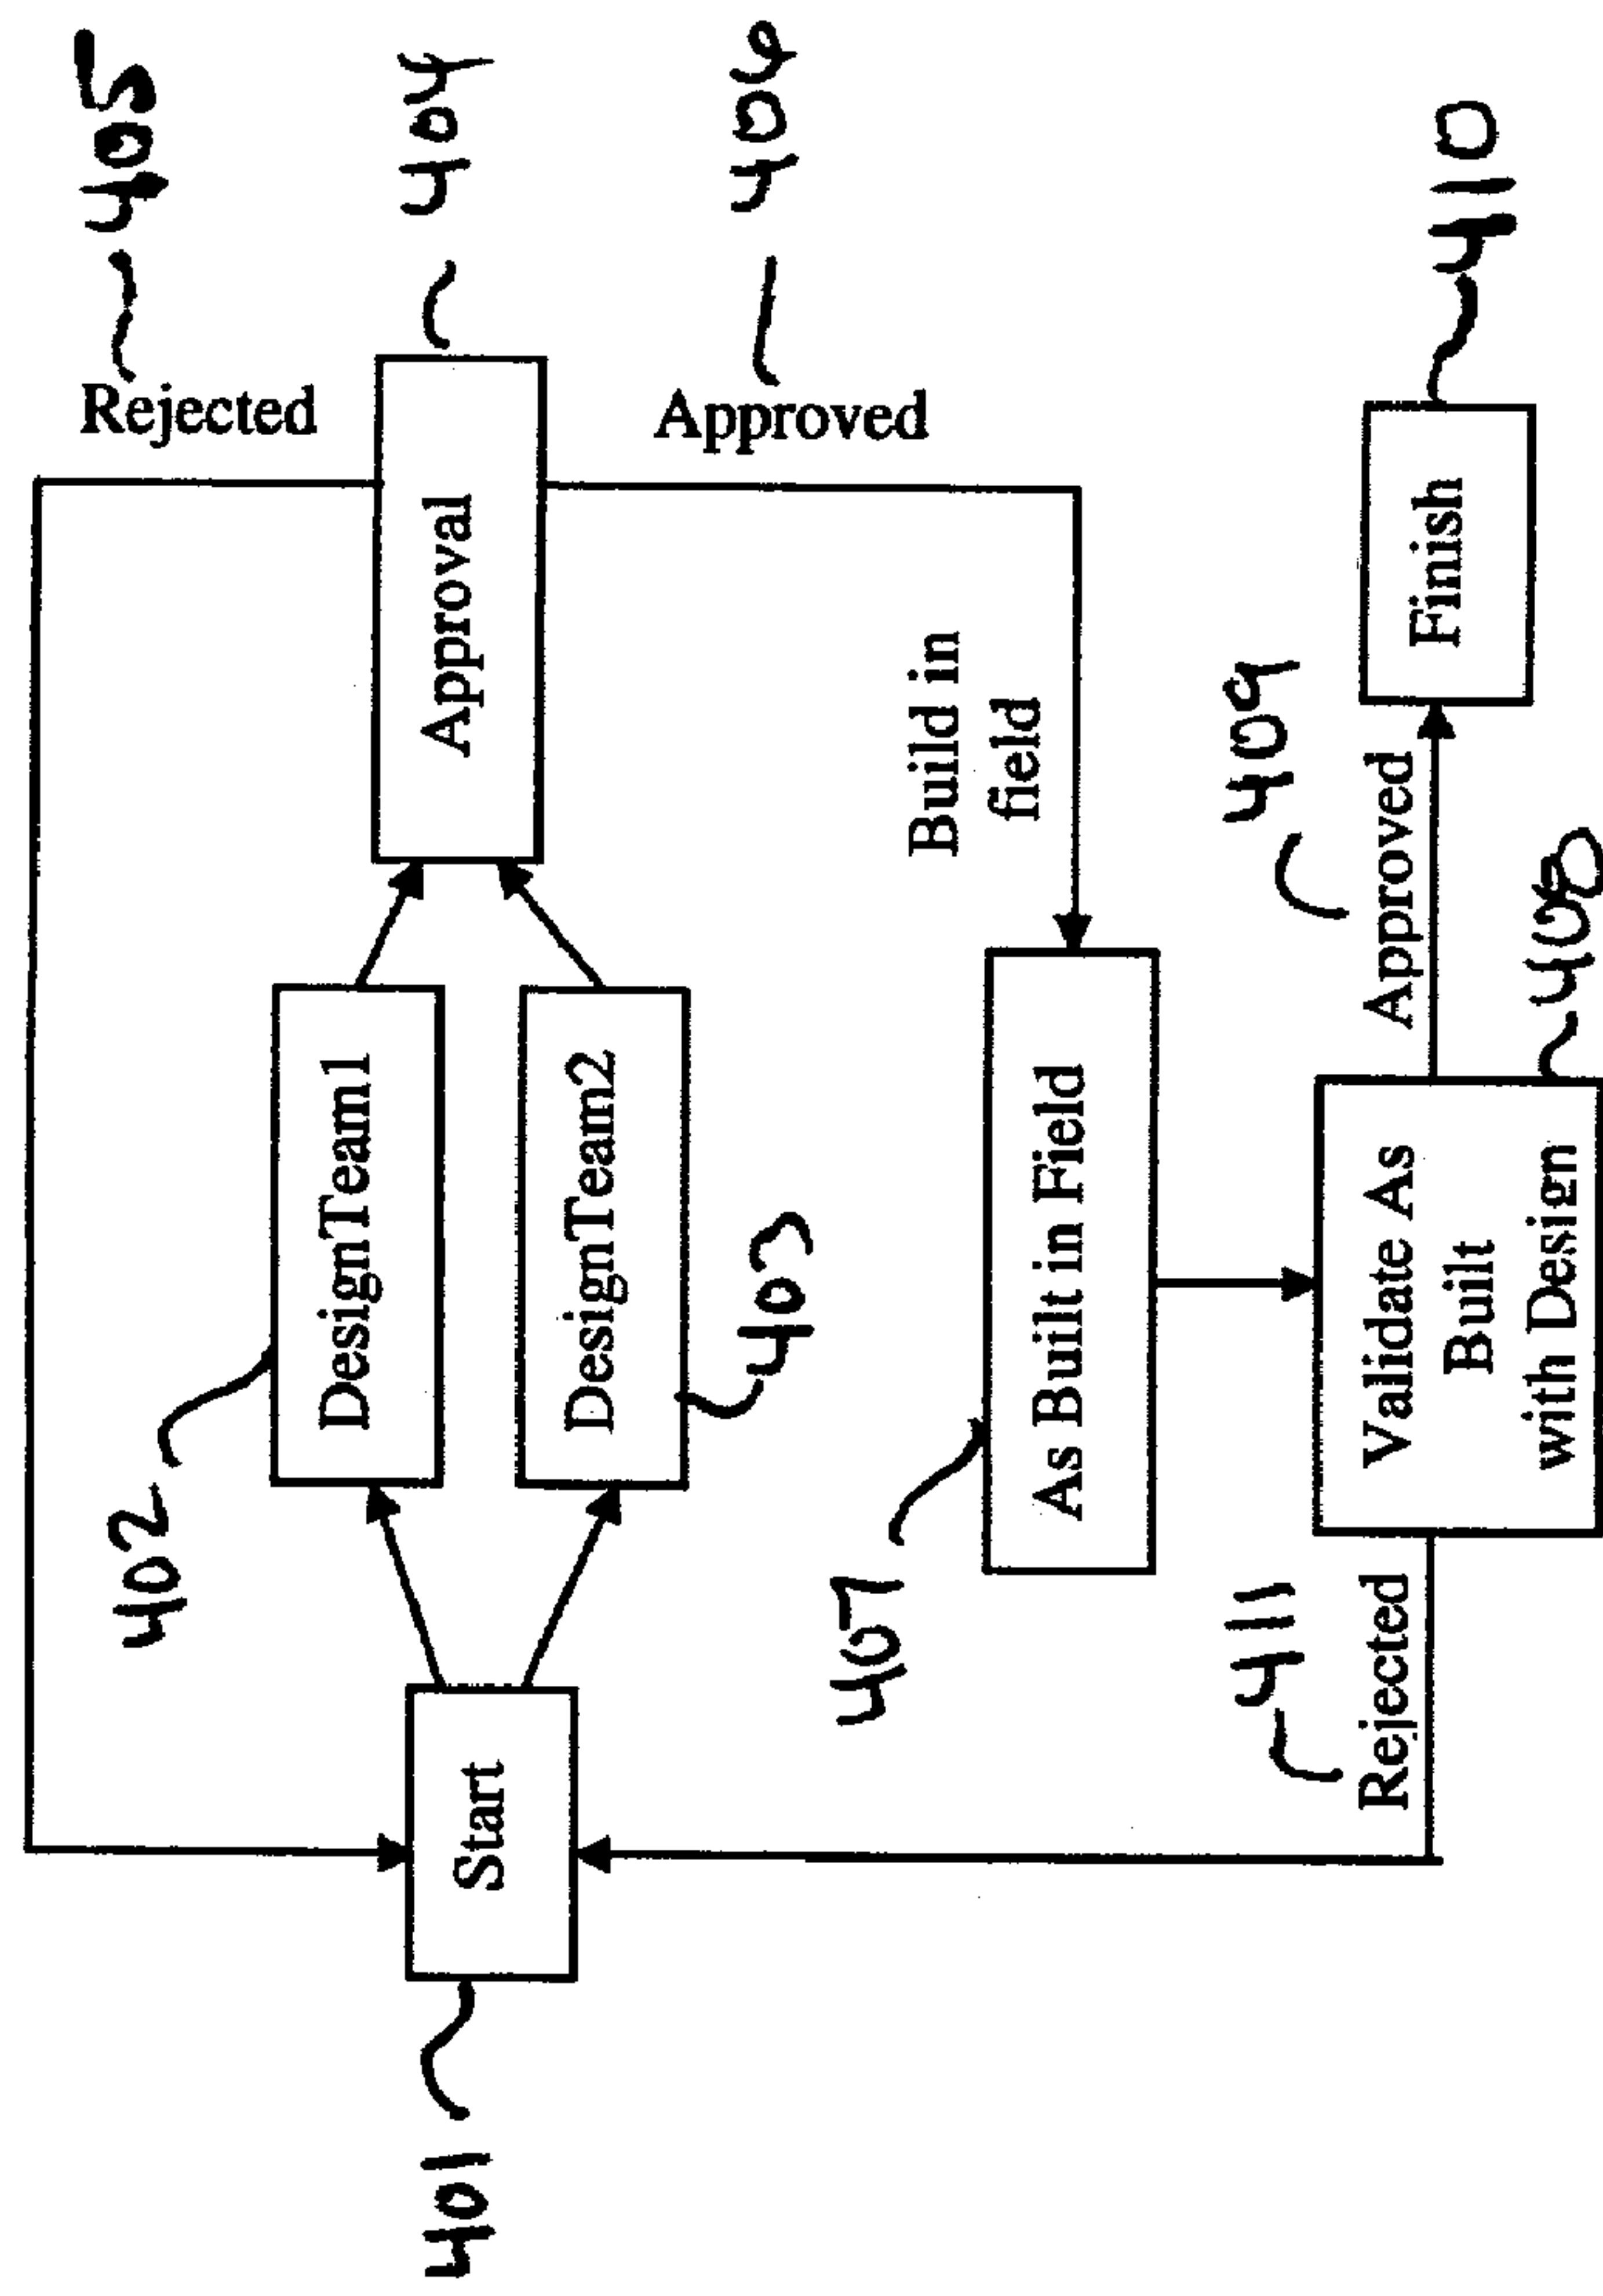 405
Rejected
402
DesignTeam1
401
Start
Approval
404
DesignTeam2
403
406
Approved
Build in
field
407
As Built in Field
411
Rejected
Validate As
Built
with Design
408
409
Approved
Finish
410